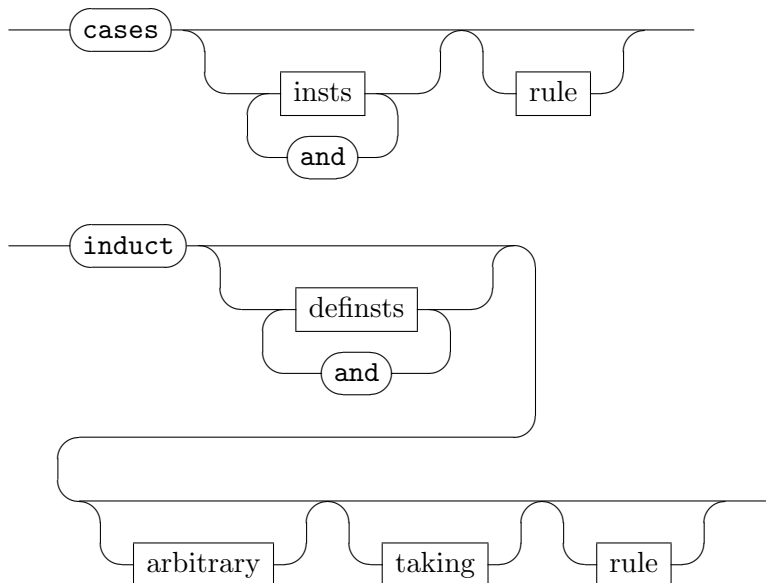 cases
insts rule
and
induct
definsts
and
arbitrary taking rule